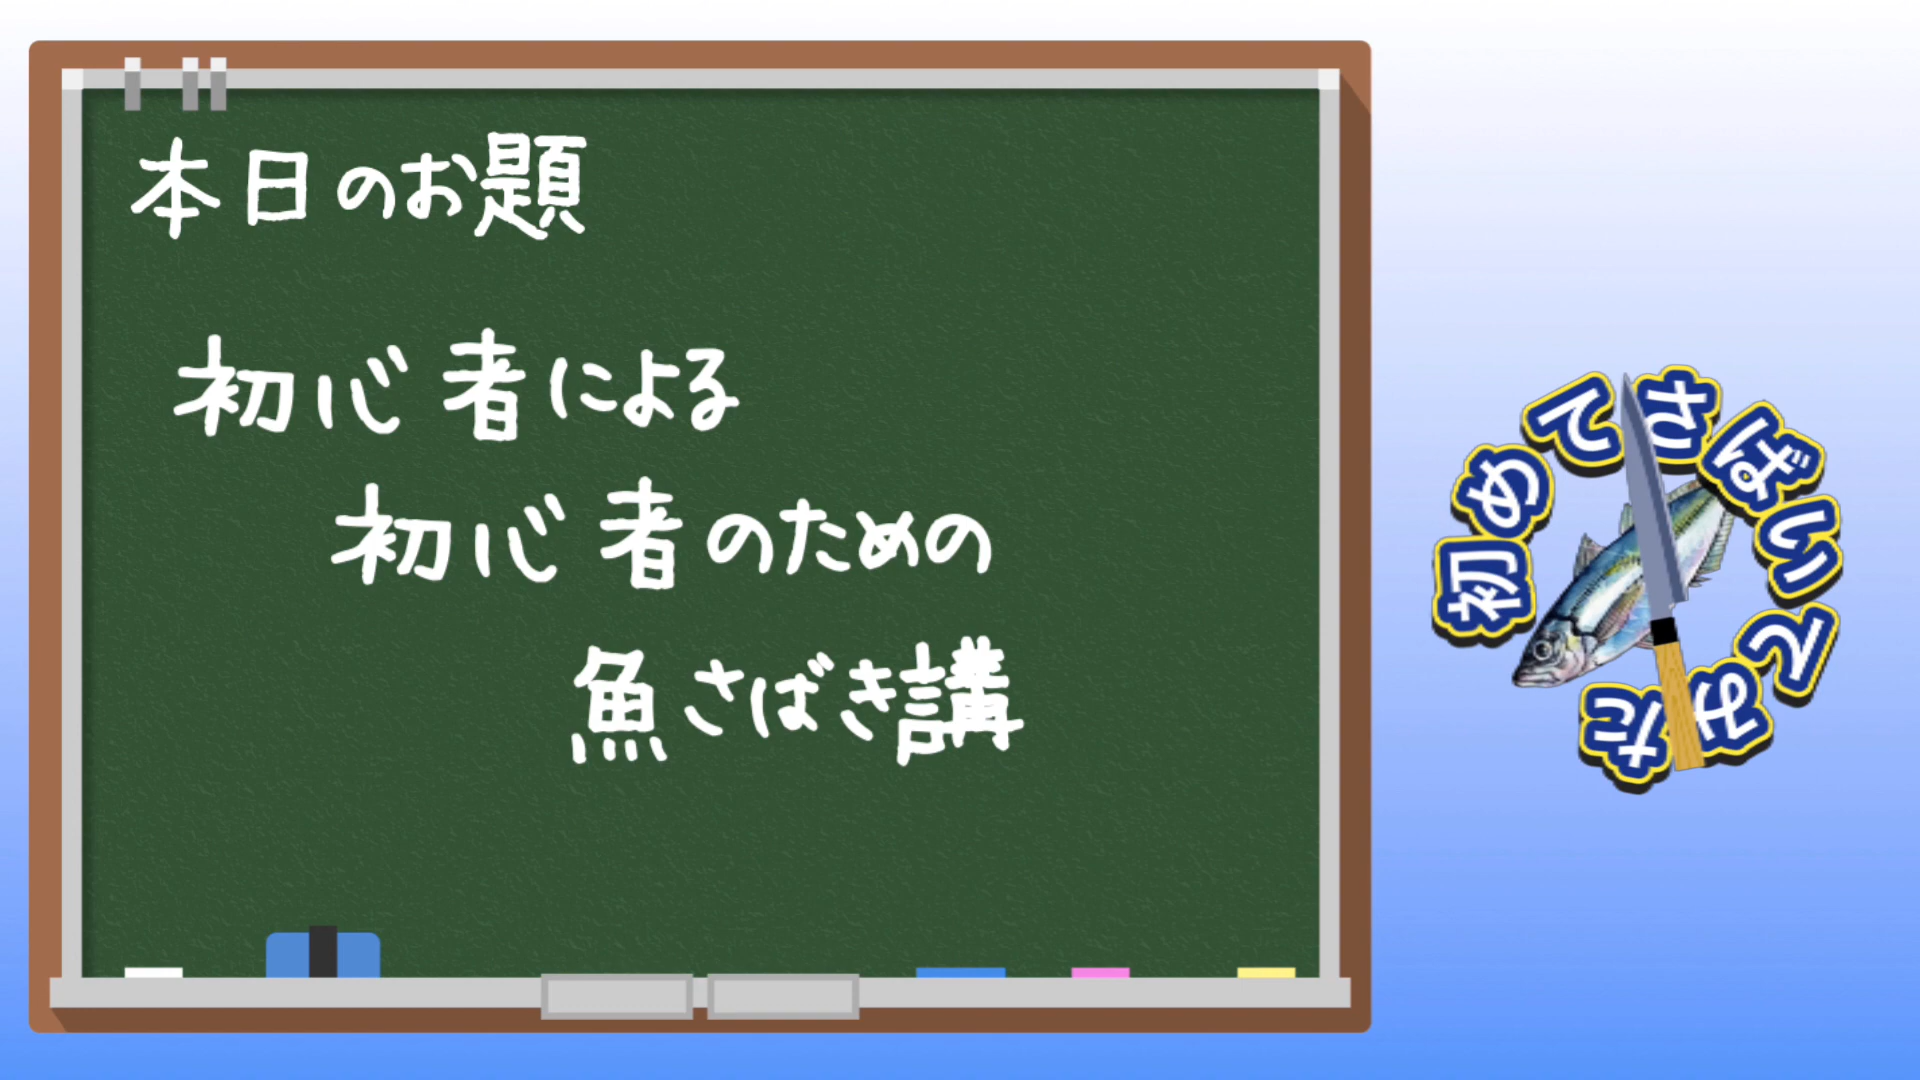 本日のお題
初心者による
初心者のための
魚さばき講
初めてさばいてみた